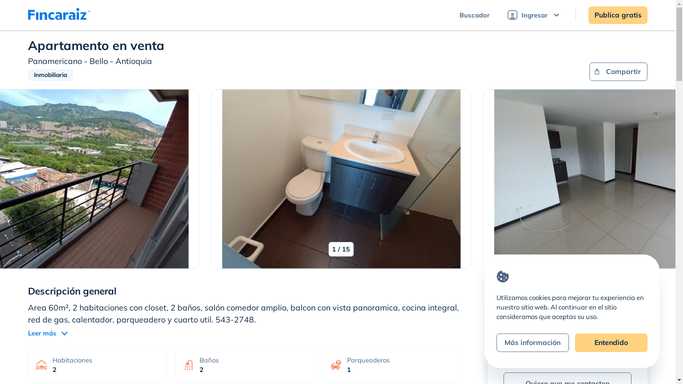 Fincaraíz
Buscador
Ingresar
Publica gratis
Apartamento en venta
Panamericano - Bello - Antioquia
Inmobiliaria
Compartir
1 / 15
Descripción general
Area 60m², 2 habitaciones con closet, 2 baños, salón comedor amplio, balcon con vista panoramica, cocina integral,
red de gas, calentador, parqueadero y cuarto util. 543-2748.
Leer más
Habitaciones
2
Baños
2
Parqueaderos
1
Utilizamos cookies para mejorar tu experiencia en
nuestro sitio web. Al continuar en el sitio
consideramos que aceptas su uso.
Más información
Entendido
Quiero que me contacten